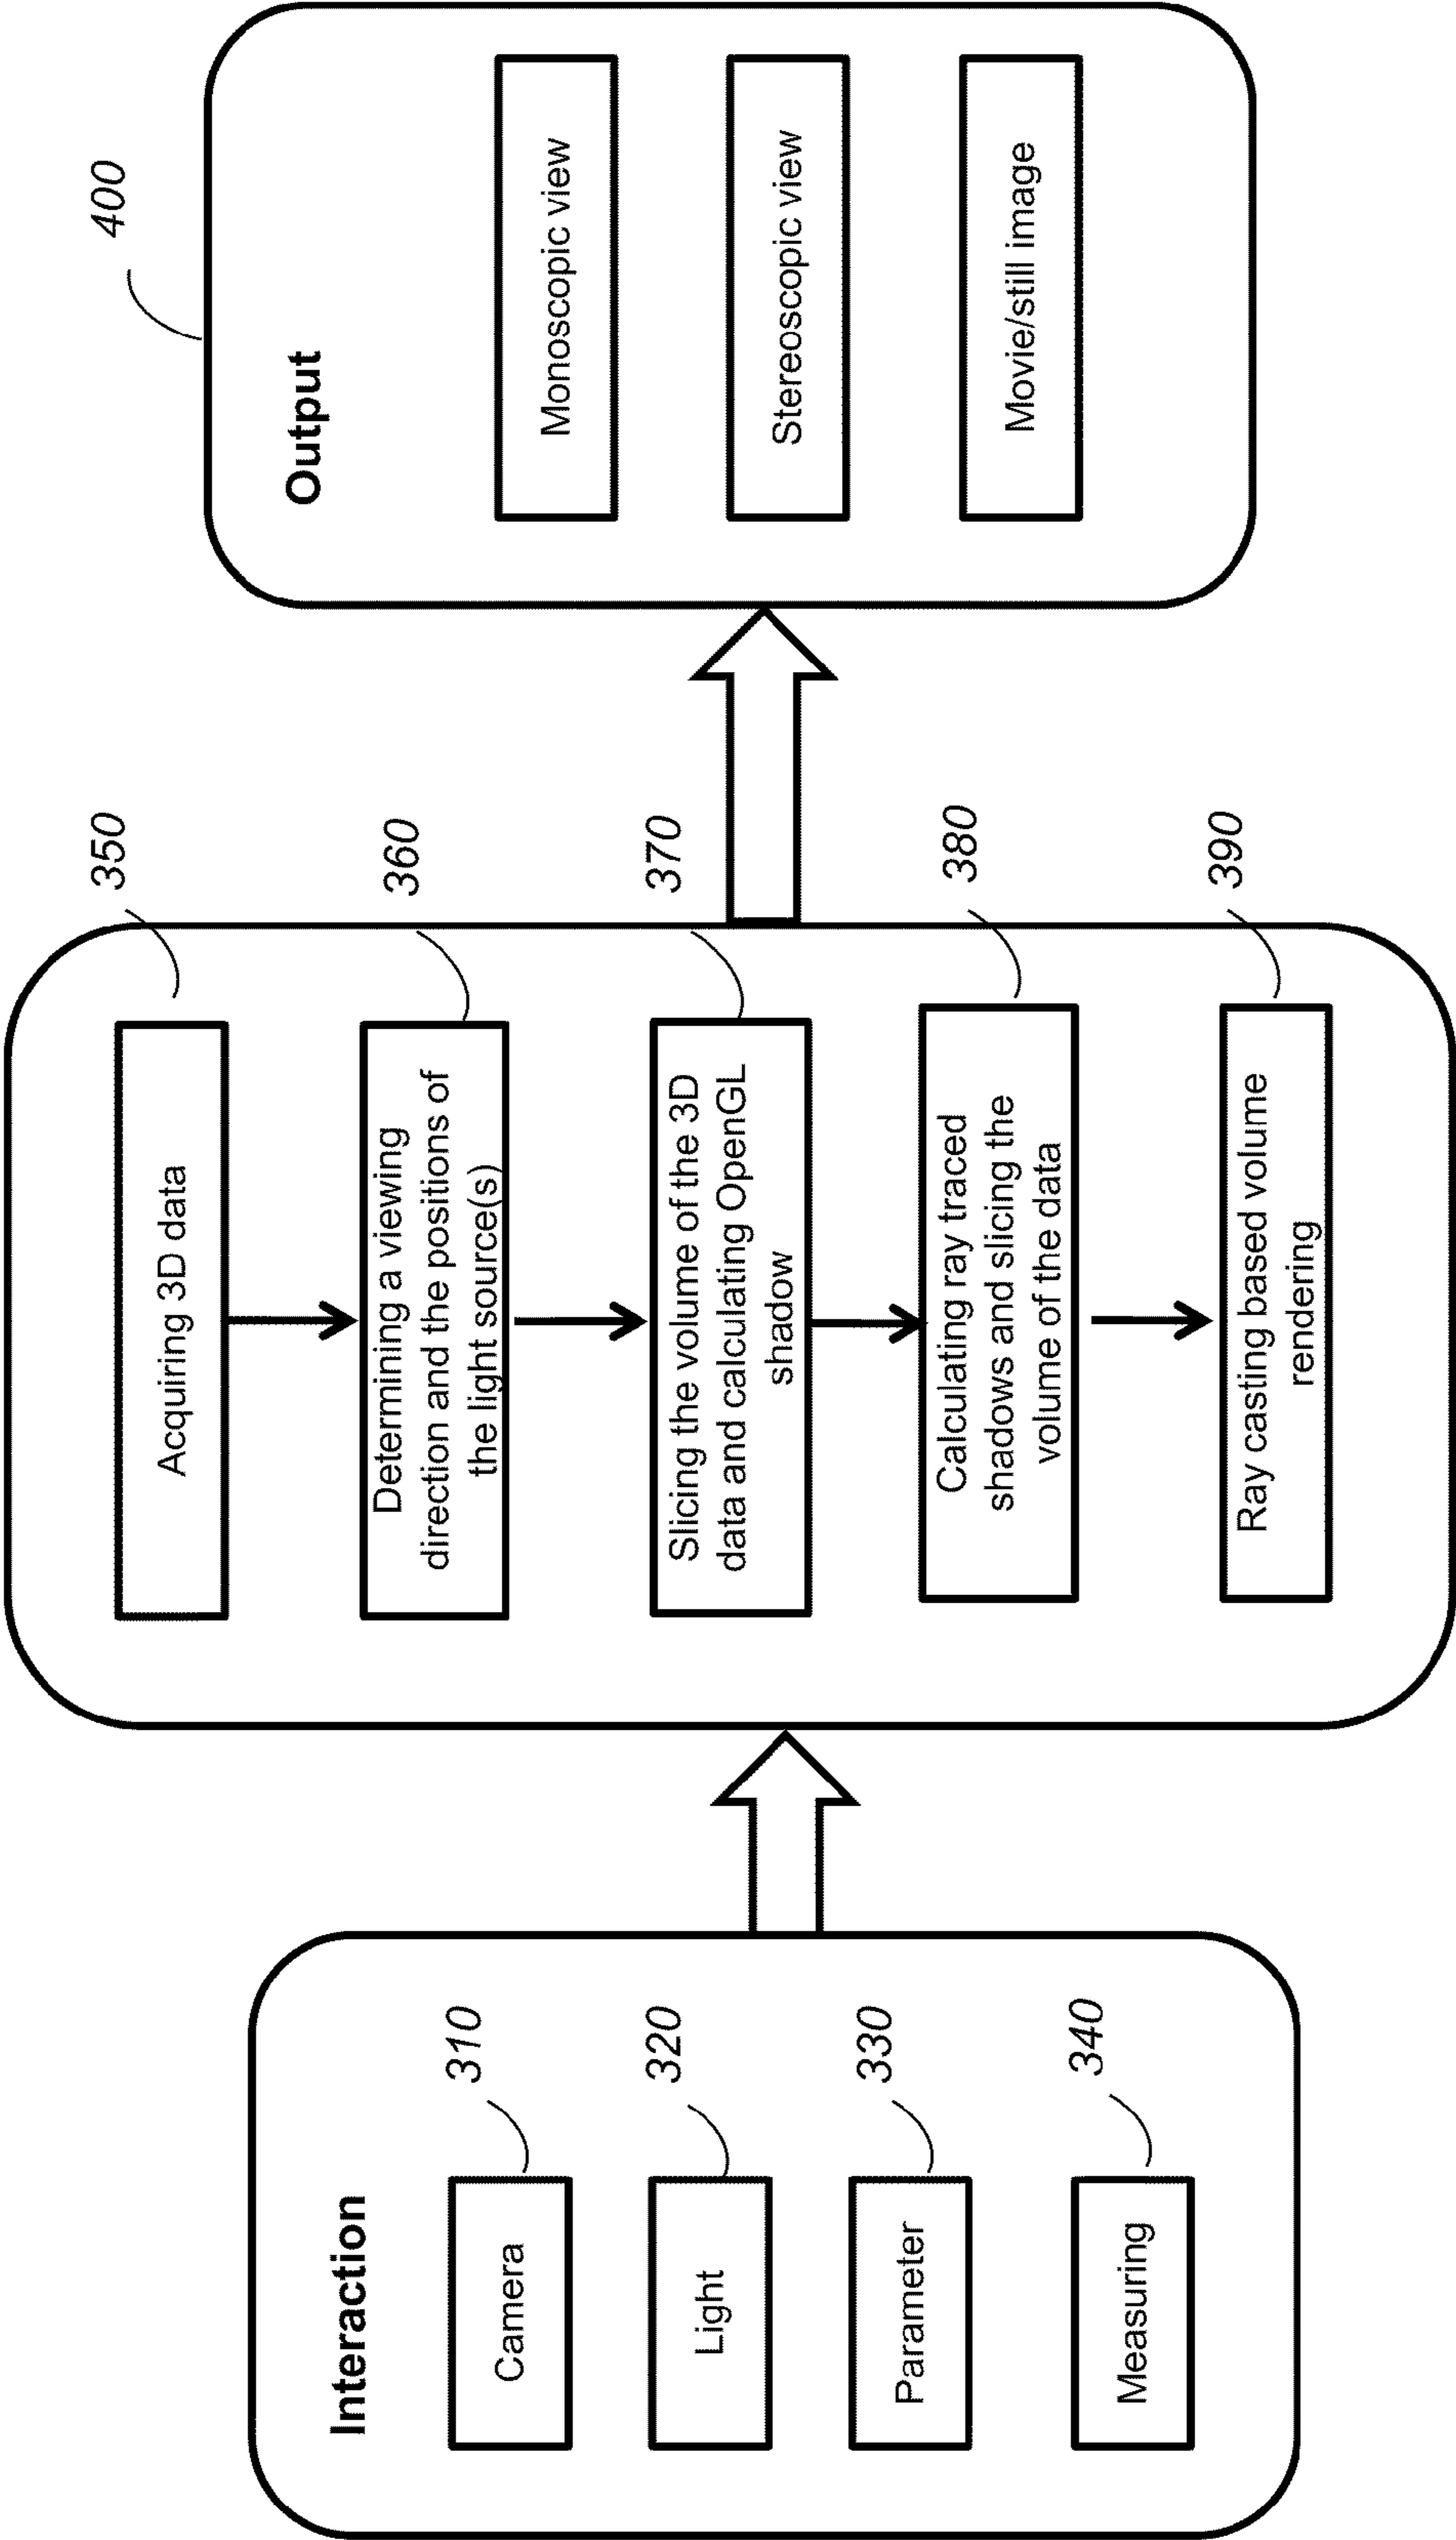 Interaction
310
Camera
320
Light
330
Parameter
340
Measuring
350
Acquiring 3D data
360
Determining a viewing
direction and the positions of
the light source(s)
370
Slicing the volume of the 3D
data and calculating OpenGL
shadow
380
Calculating ray traced
shadows and slicing the
volume of the data
390
Ray casting based volume
rendering
400
Output
Monoscopic view
Stereoscopic view
Movie/still image